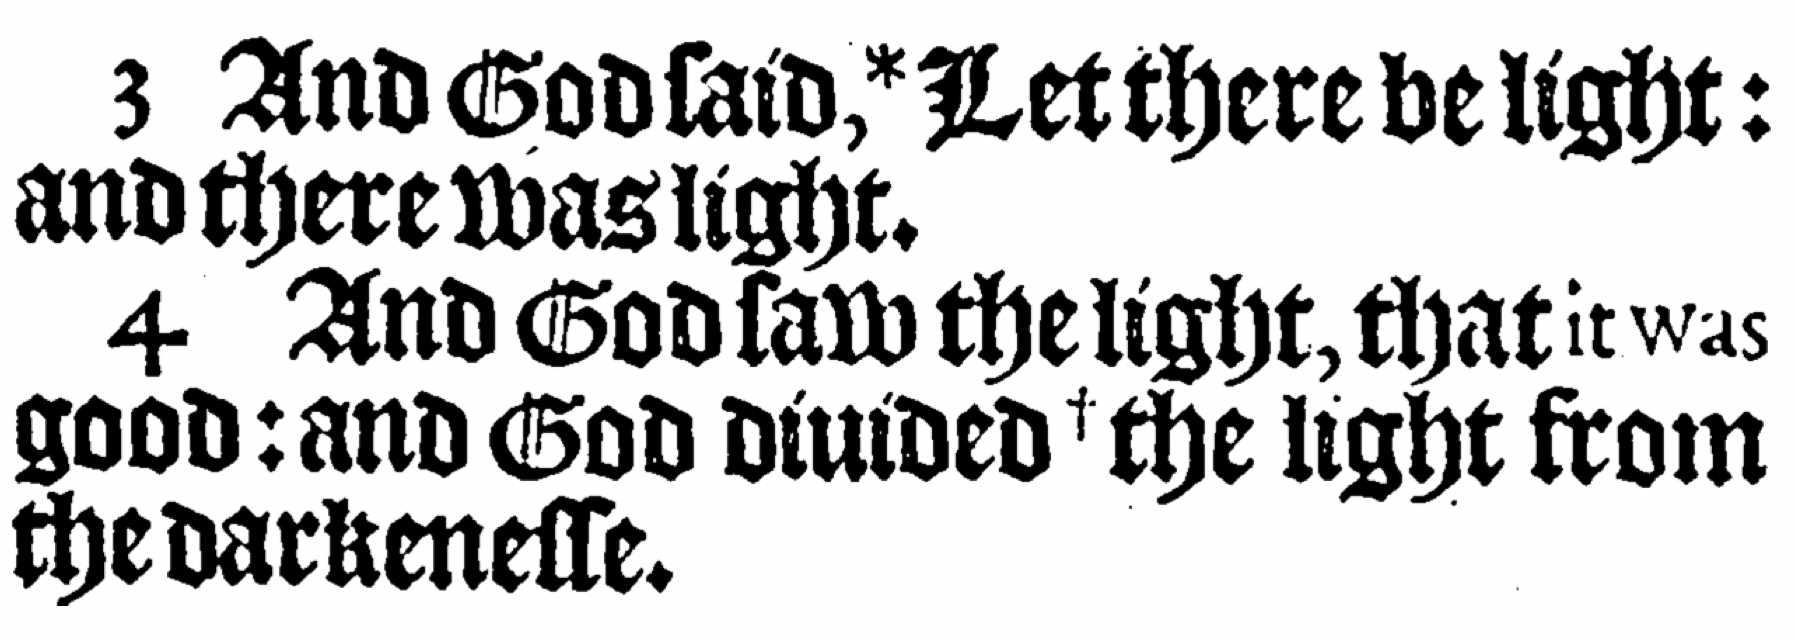 3 And God ſaid,* Let there be light:
and there was light.
4 And God ſaw the light, that it was
good: and God diuided † the light from
the darkeneſſe.